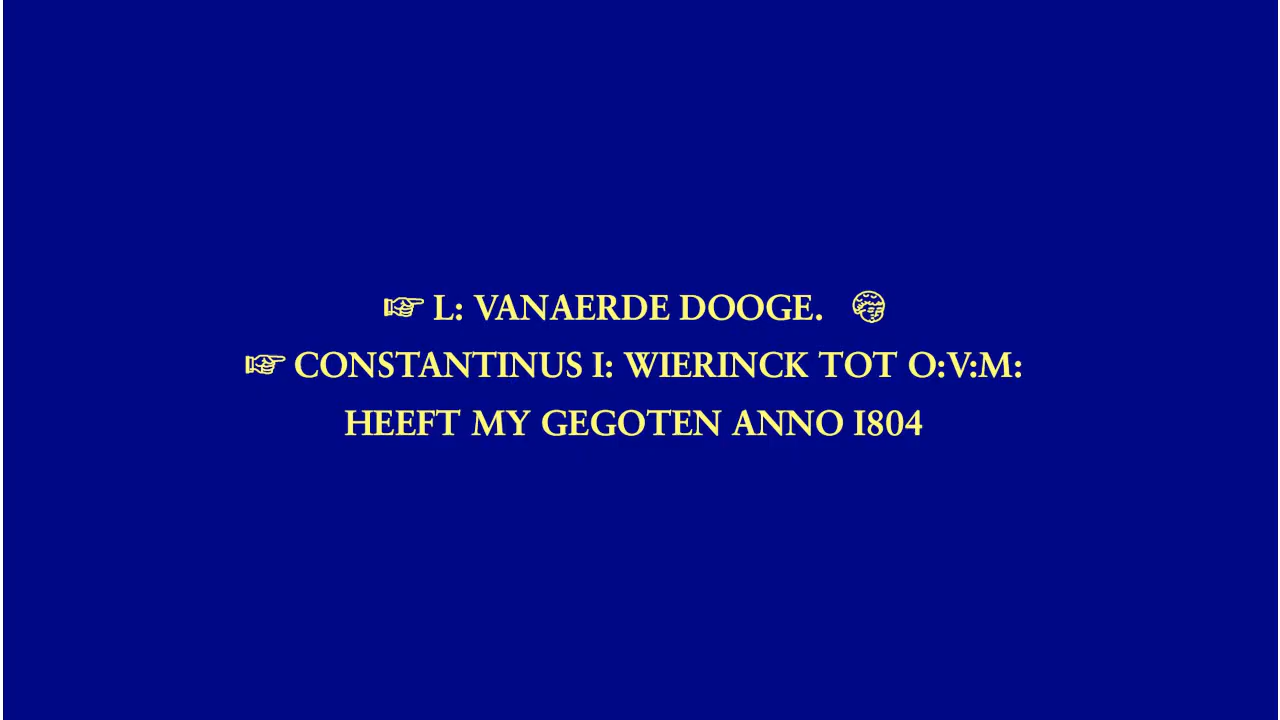 ☞ L: VANAERDE DOOGE.
☞ CONSTANTINUS I: WIERINCK TOT O:V:M:
HEEFT MY GEGOTEN ANNO I804